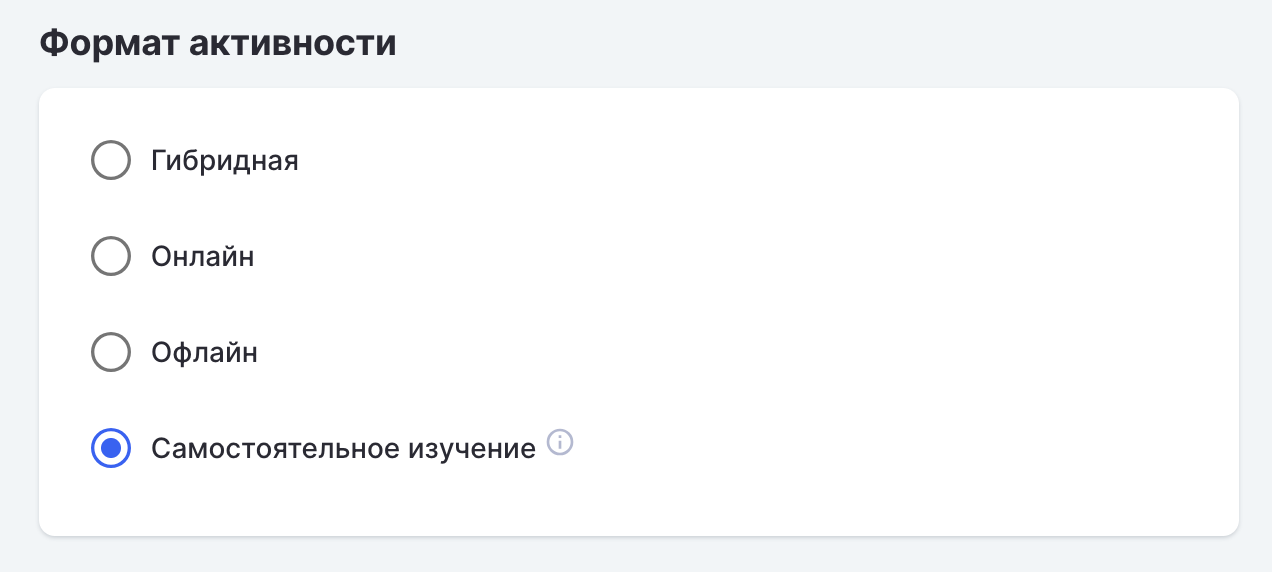 Формат активности
Гибридная
Онлайн
Офлайн
Самостоятельное изучение